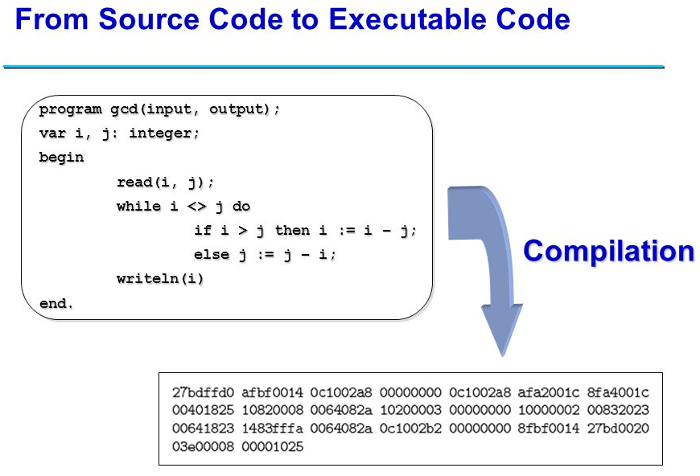 From Source Code to Executable Code
program gcd(input, output);
var i, j: integer;
begin
read(i, j);
while i <> j do
if i > j then i := i - j;
else j := j - i;
writeln(i)
end.
Compilation
27bdffd0 afbf0014 0c1002a8 00000000 0c1002a8 afa2001c 8fa4001c
00401825 10820008 0064082a 10200003 00000000 10000002 00832023
00641823 1483fffa 0064082a 0c1002b2 00000000 8fbf0014 27bd0020
03e00008 00001025